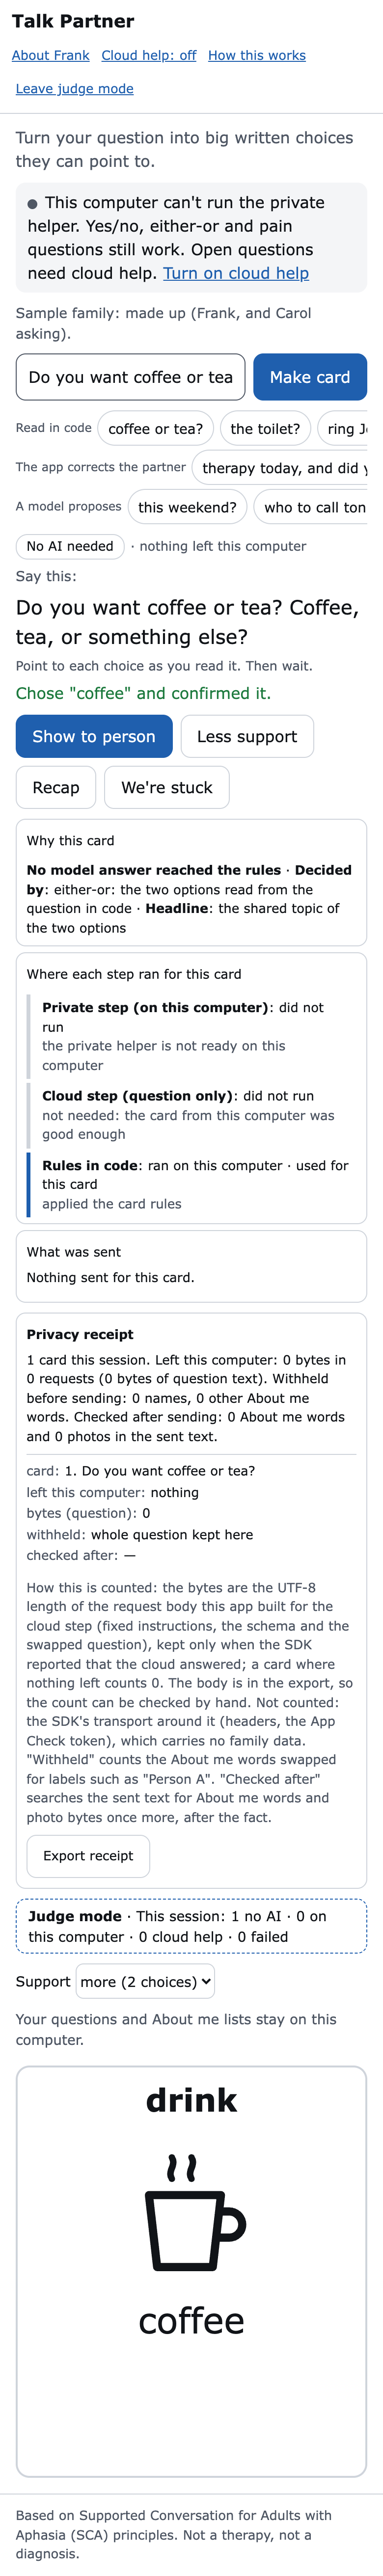 Talk Partner
About Frank Cloud help: off How this works
Leave judge mode
Turn your question into big written choices
they can point to.
This computer can't run the private
helper. Yes/no, either-or and pain
questions still work. Open questions
need cloud help. Turn on cloud help
Sample family: made up (Frank, and Carol
asking).
Do you want coffee or tea Make card
Read in code coffee or tea? the toilet? ring
The app corrects the partner therapy today, and did
A model proposes this weekend? who to call
No AI needed · nothing left this computer
Say this:
Do you want coffee or tea? Coffee,
tea, or something else?
Point to each choice as you read it. Then wait.
Chose "coffee" and confirmed it.
Show to person Less support
Recap We're stuck
Why this card
No model answer reached the rules · Decided
by: either-or: the two options read from the
question in code · Headline: the shared topic of
the two options
Where each step ran for this card
Private step (on this computer): did not
run
the private helper is not ready on this
computer
Cloud step (question only): did not run
not needed: the card from this computer was
good enough
Rules in code: ran on this computer · used for
this card
applied the card rules
What was sent
Nothing sent for this card.
Privacy receipt
1 card this session. Left this computer: 0 bytes in
0 requests (0 bytes of question text). Withheld
before sending: 0 names, 0 other About me
words. Checked after sending: 0 About me words
and 0 photos in the sent text.
card: 1. Do you want coffee or tea?
left this computer: nothing
bytes (question): 0
withheld: whole question kept here
checked after: —
How this is counted: the bytes are the UTF-8
length of the request body this app built for the
cloud step (fixed instructions, the schema and the
swapped question), kept only when the SDK
reported that the cloud answered; a card where
nothing left counts 0. The body is in the export, so
the count can be checked by hand. Not counted:
the SDK's transport around it (headers, the App
Check token), which carries no family data.
"Withheld" counts the About me words swapped
for labels such as "Person A". "Checked after"
searches the sent text for About me words and
photo bytes once more, after the fact.
Export receipt
Judge mode · This session: 1 no AI · 0 on
this computer · 0 cloud help · 0 failed
Support more (2 choices)
Your questions and About me lists stay on this
computer.
drink
coffee
Based on Supported Conversation for Adults with
Aphasia (SCA) principles. Not a therapy, not a
diagnosis.